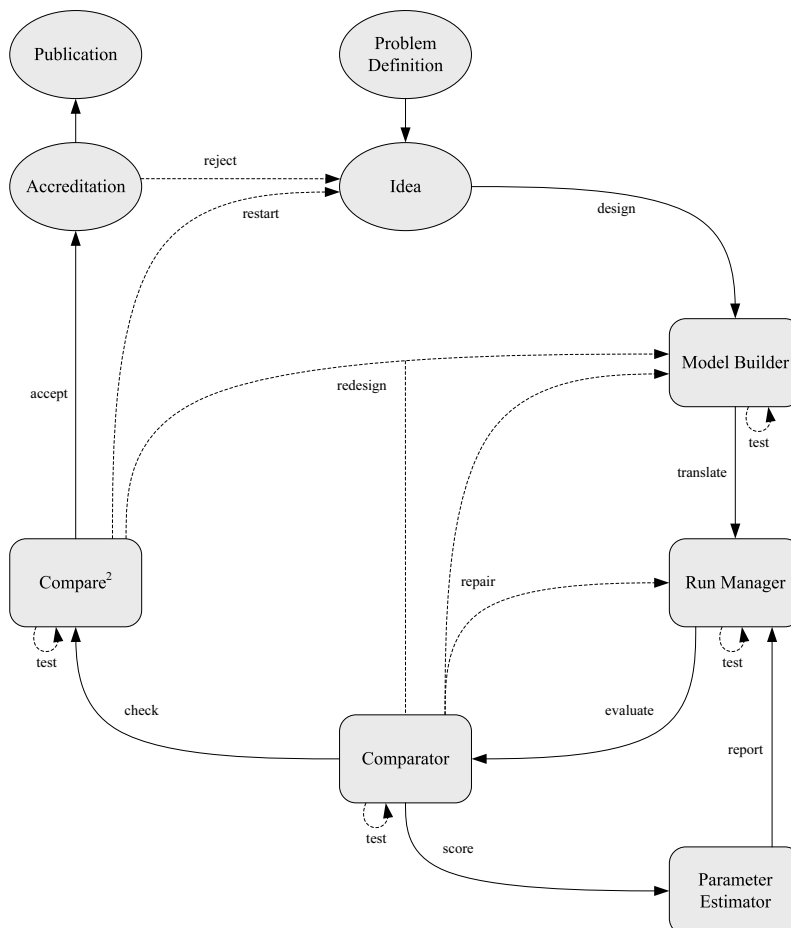 Publication
Problem
Definition
Accreditation
reject
Idea
restart
design
accept
redesign
Model Builder
test
translate
Compare²
repair
Run Manager
test
test
check
evaluate
Comparator
report
test
score
Parameter
Estimator